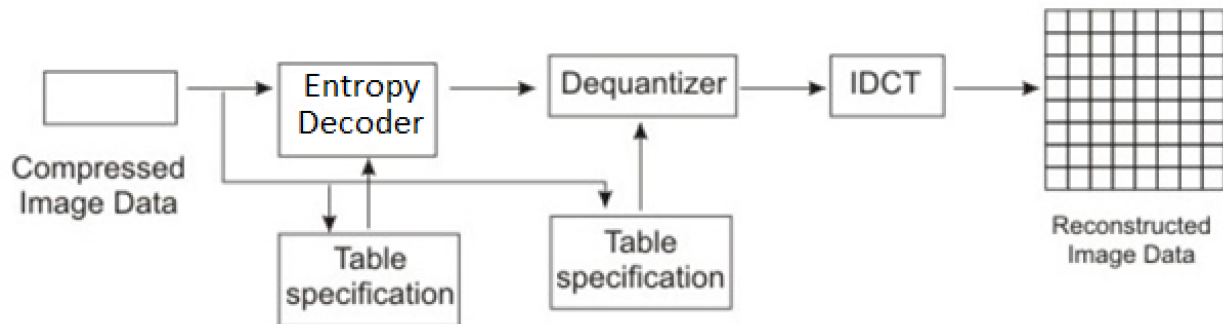 Compressed
Image Data
Entropy
Decoder
Table
specification
Dequantizer
Table
specification
IDCT
Reconstructed
Image Data